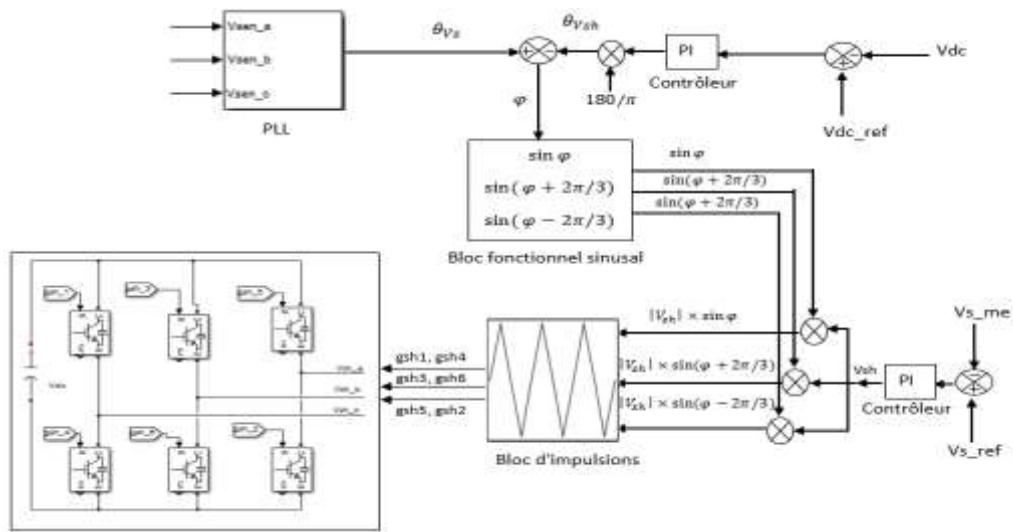 Vsen_a
Vsen_b
Vsen_c
PLL
θVs
θVsh
180/π
PI
Contrôleur
Vdc
Vdc_ref
φ
sin φ
sin(φ + 2π/3)
sin(φ − 2π/3)
Bloc fonctionnel sinusal
sin φ
sin(φ + 2π/3)
sin(φ + 2π/3)
|Vsh| × sin φ
|Vsh| × sin(φ + 2π/3)
|Vsh| × sin(φ − 2π/3)
Bloc d'impulsions
gsh1, gsh4
gsh3, gsh6
gsh5, gsh2
Vsh
PI
Contrôleur
Vs_me
Vs_ref